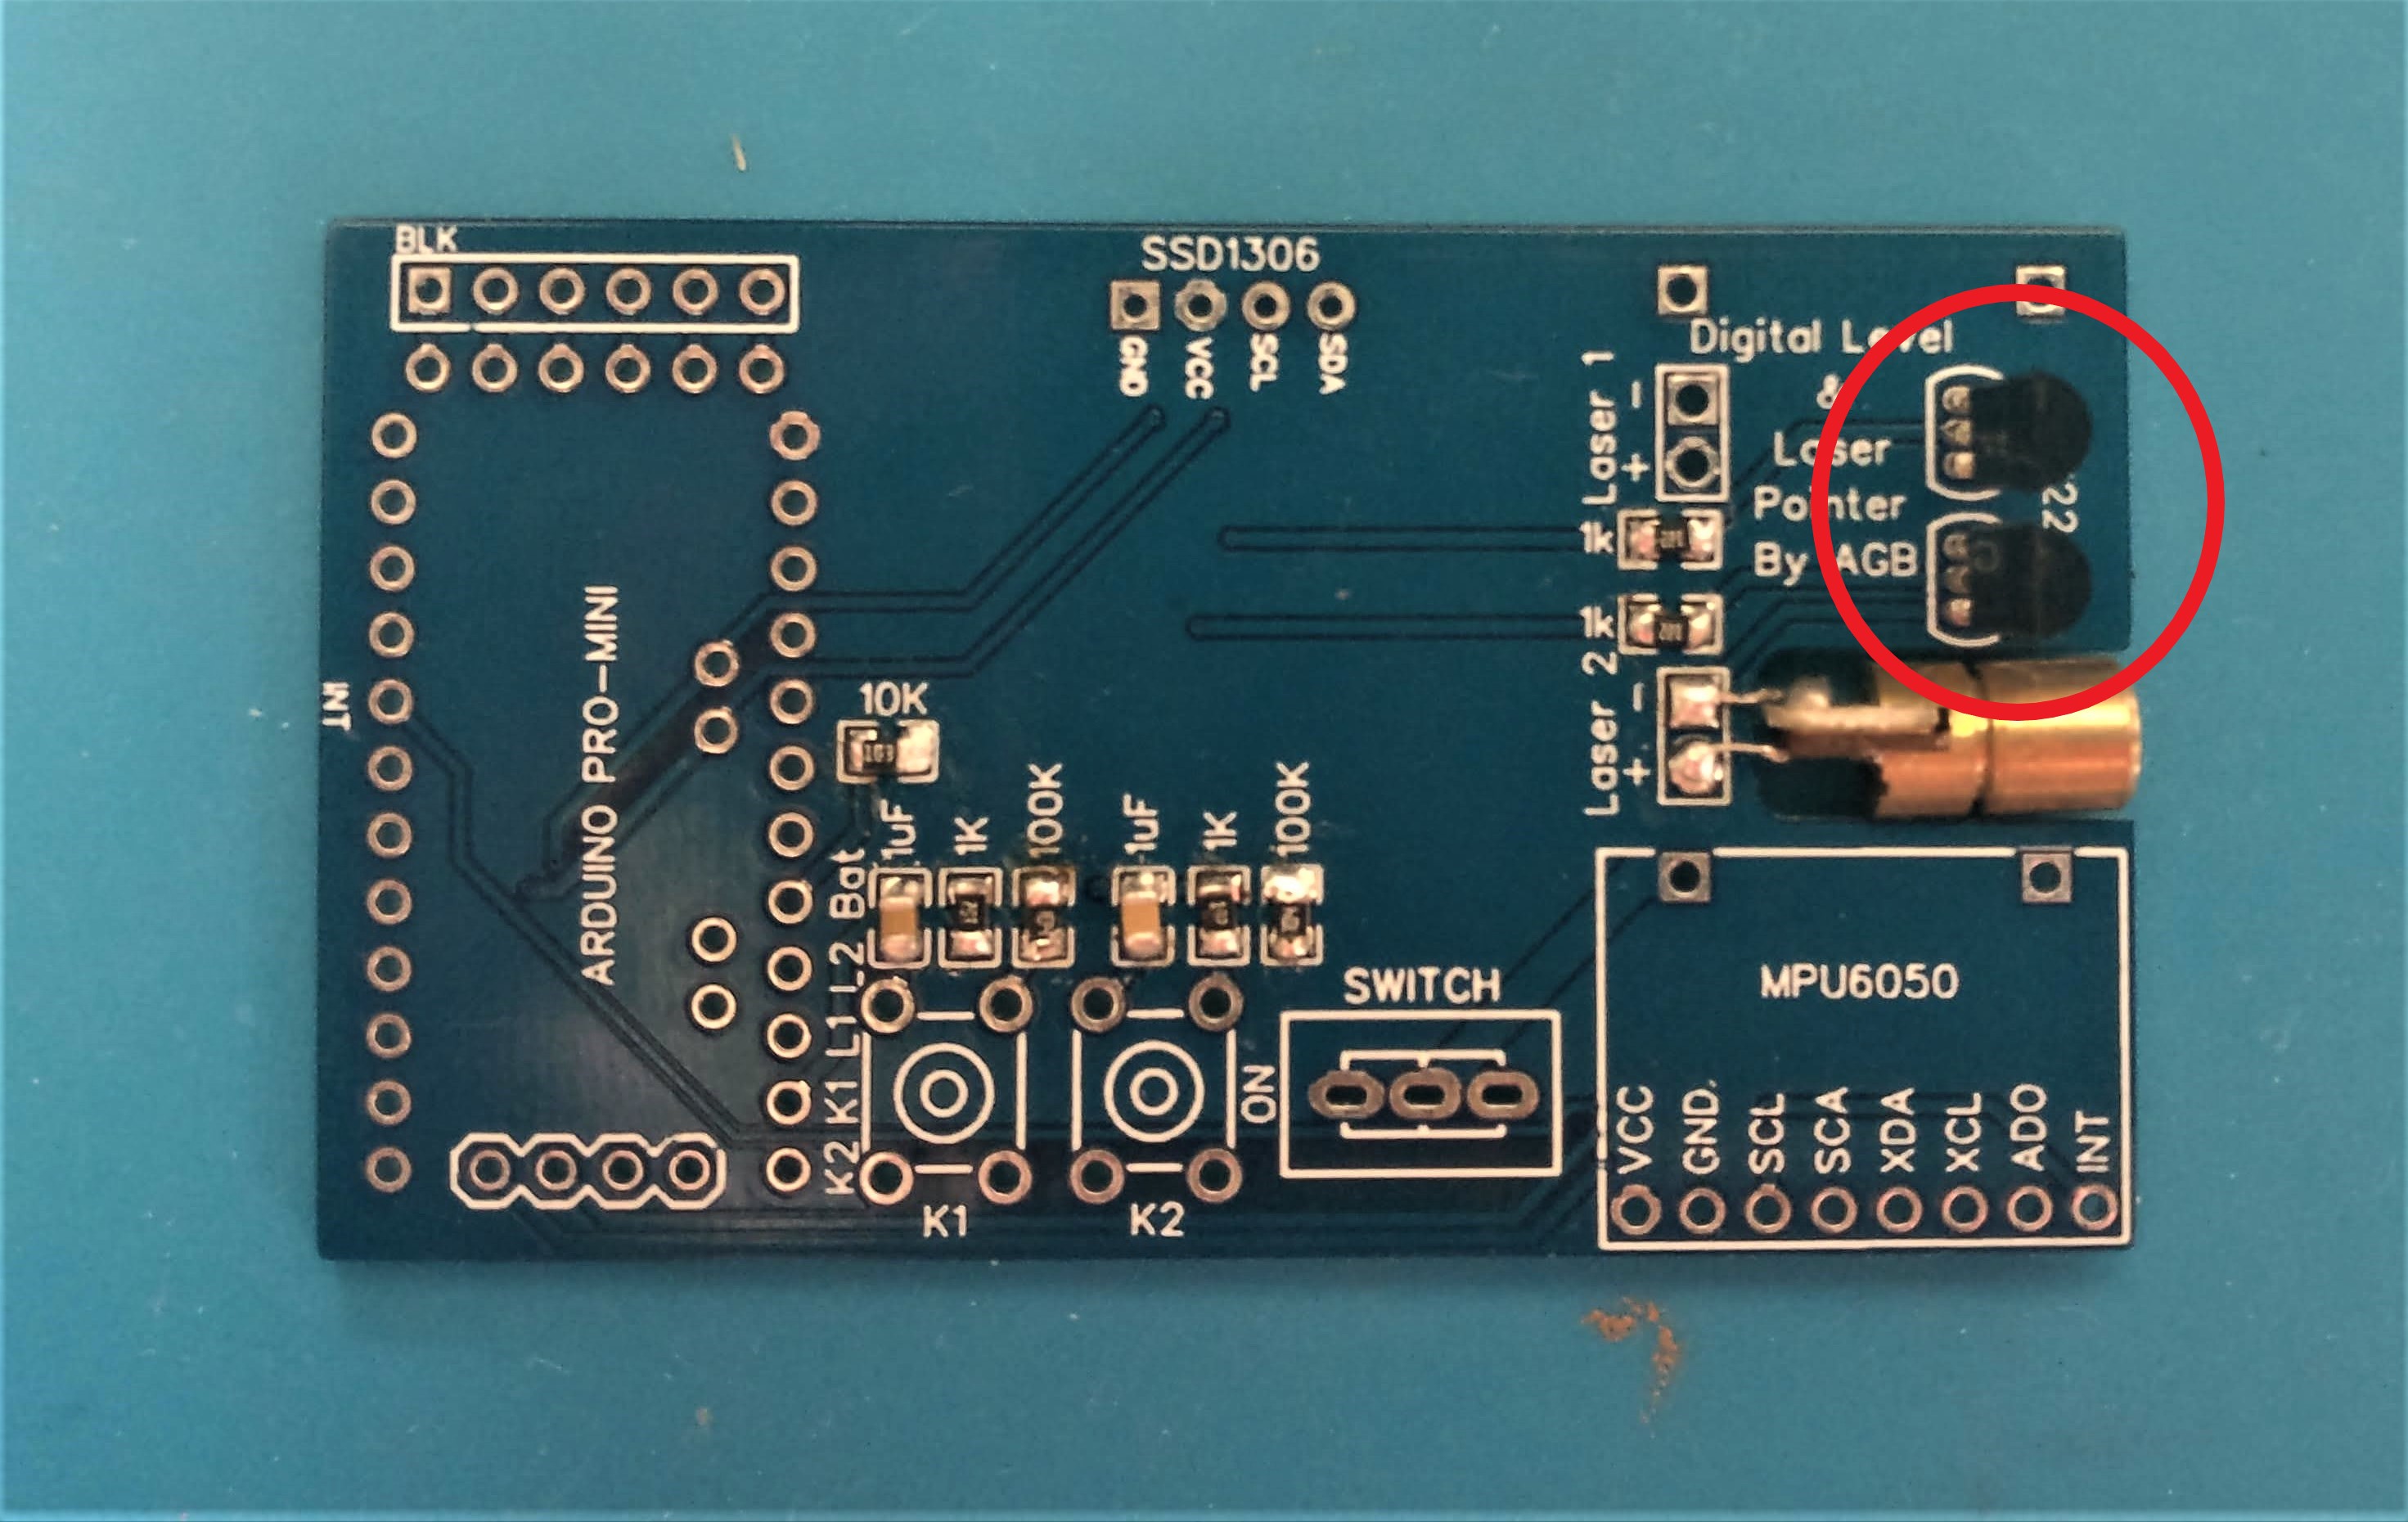 BLK
SSD1306
GND
VCC
SCL
SDA
Digital Level
&
Laser
Pointer
By AGB
22
Laser 1
-
+
1k
1k
Laser 2
-
+
INT
ARDUINO PRO-MINI
10K
103
1uF
1K
100K
1uF
1K
100K
Bat
L2
L1
K1
K2
K1
K2
ON
SWITCH
MPU6050
VCC
GND.
SCL
SCA
XDA
XCL
ADO
INT